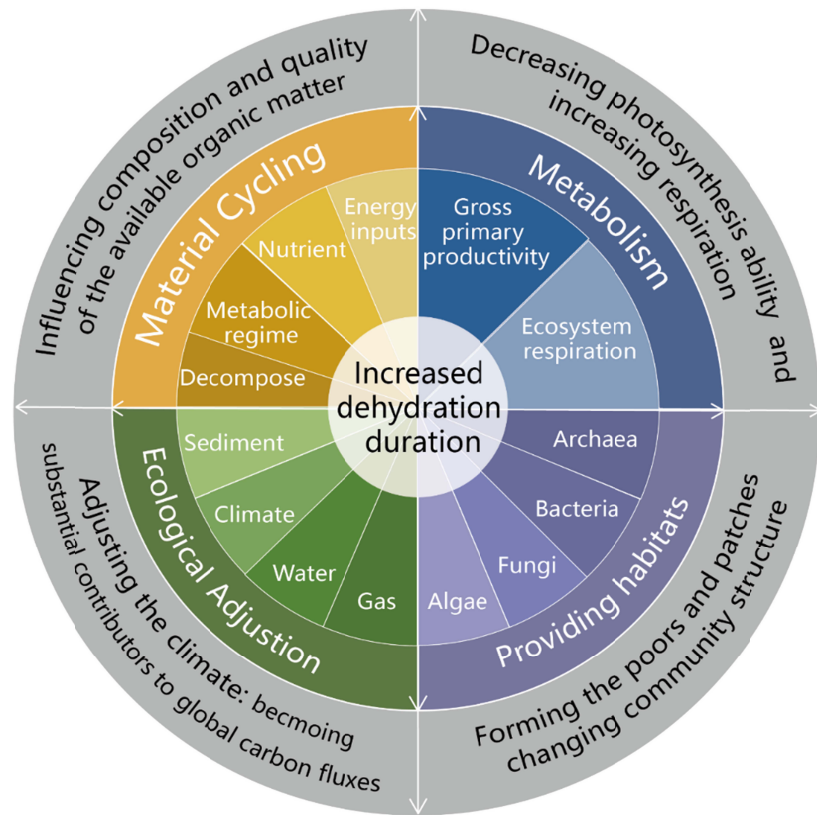 Influencing composition and quality
of the available organic matter
Decreasing photosynthesis ability and
increasing respiration
Material Cycling
Metabolism
Energy
inputs
Nutrient
Metabolic
regime
Decompose
Gross
primary
productivity
Ecosystem
respiration
Increased
dehydration
duration
Sediment
Climate
Water
Gas
Archaea
Bacteria
Fungi
Algae
Ecological Adjustion
Providing habitats
Adjusting the climate: becmoing
substantial contributors to global carbon fluxes
Forming the poors and patches
changing community structure